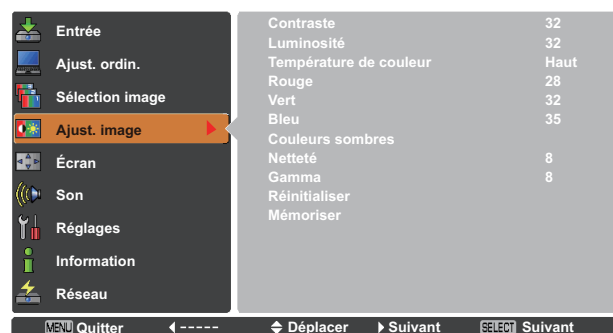 Entrée
Ajust. ordin.
Sélection image
Ajust. image
Écran
Son
Réglages
Information
Réseau
Contraste 32
Luminosité 32
Température de couleur Haut
Rouge 28
Vert 32
Bleu 35
Couleurs sombres
Netteté 8
Gamma 8
Réinitialiser
Mémoriser
MENU Quitter ----- Déplacer Suivant SELECT Suivant